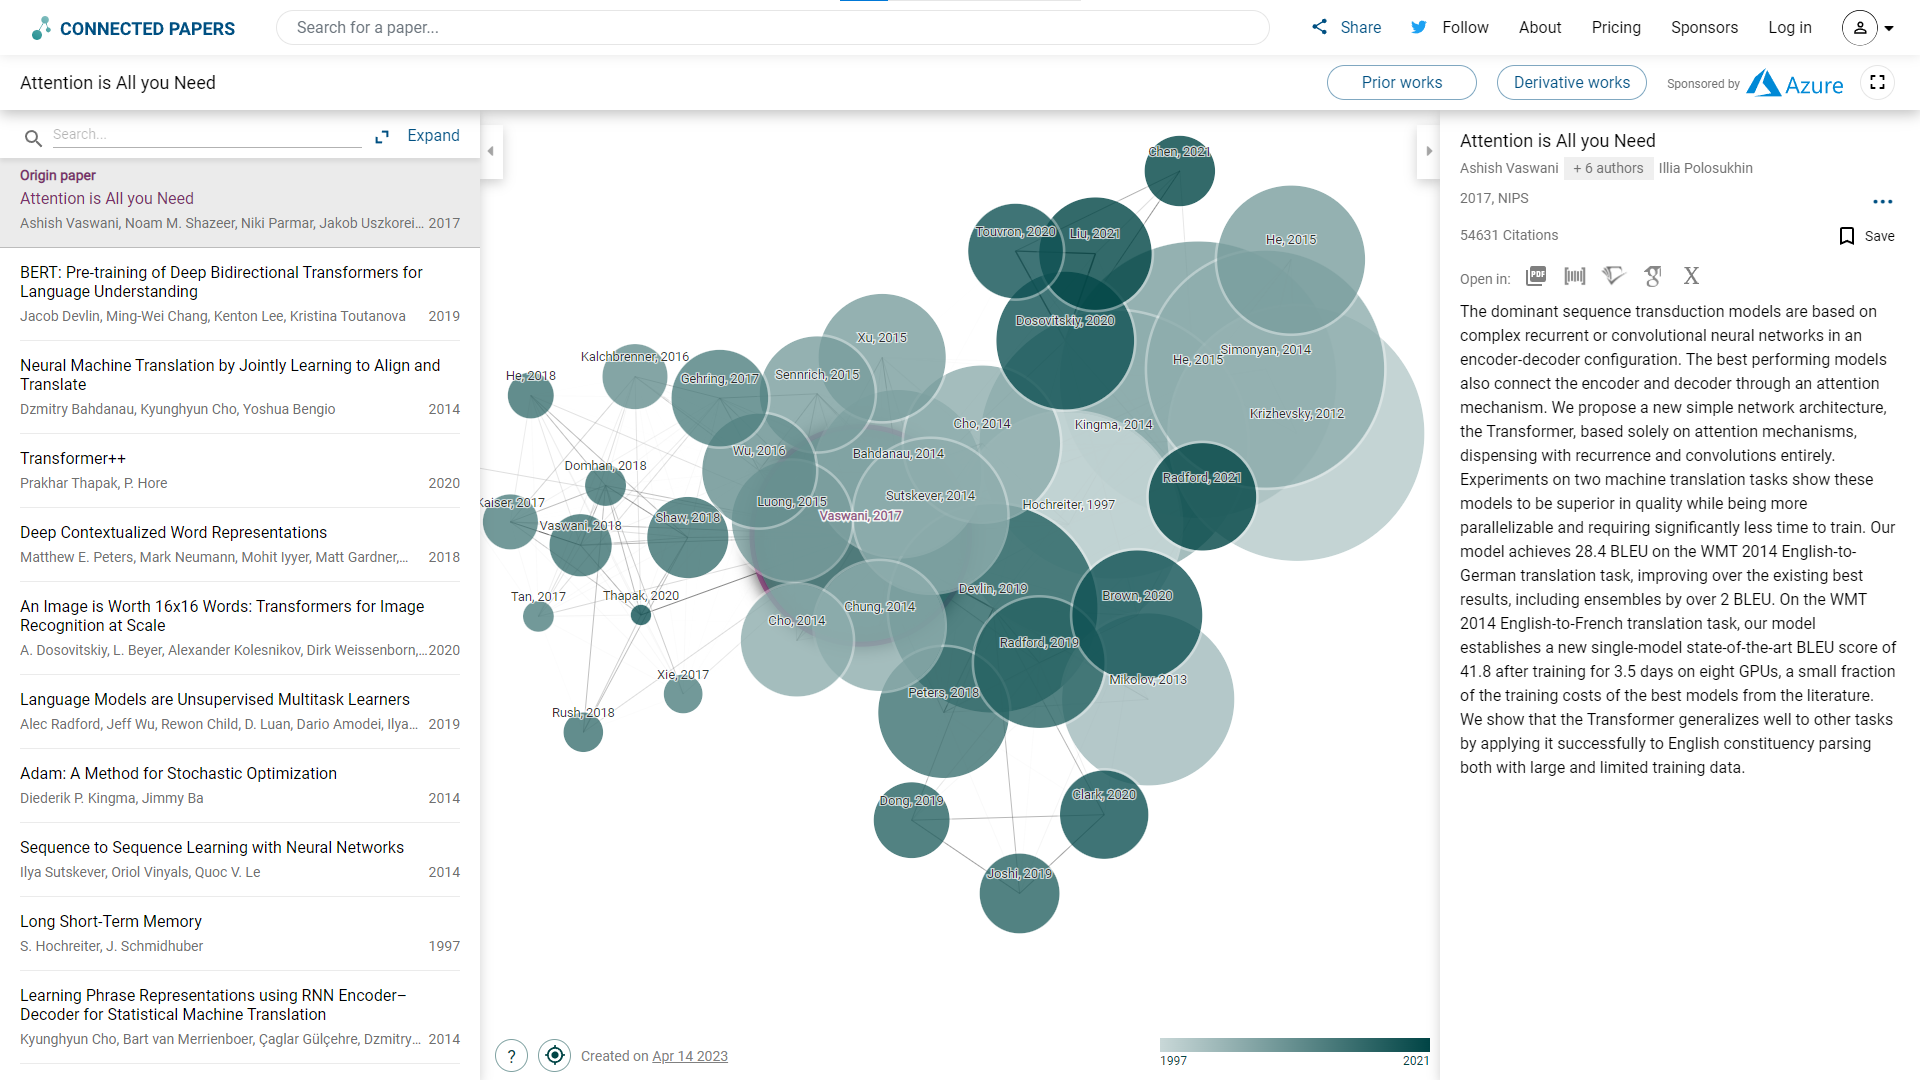 CONNECTED PAPERS
Search for a paper...
Share
Follow
About
Pricing
Sponsors
Log in
Attention is All you Need
Prior works
Derivative works
Sponsored by
Azure
Search...
Expand
Origin paper
Attention is All you Need
Ashish Vaswani, Noam M. Shazeer, Niki Parmar, Jakob Uszkorei... 2017
BERT: Pre-training of Deep Bidirectional Transformers for
Language Understanding
Jacob Devlin, Ming-Wei Chang, Kenton Lee, Kristina Toutanova 2019
Neural Machine Translation by Jointly Learning to Align and
Translate
Dzmitry Bahdanau, Kyunghyun Cho, Yoshua Bengio 2014
Transformer++
Prakhar Thapak, P. Hore 2020
Deep Contextualized Word Representations
Matthew E. Peters, Mark Neumann, Mohit Iyyer, Matt Gardner,... 2018
An Image is Worth 16x16 Words: Transformers for Image
Recognition at Scale
A. Dosovitskiy, L. Beyer, Alexander Kolesnikov, Dirk Weissenborn,... 2020
Language Models are Unsupervised Multitask Learners
Alec Radford, Jeff Wu, Rewon Child, D. Luan, Dario Amodei, Ilya... 2019
Adam: A Method for Stochastic Optimization
Diederik P. Kingma, Jimmy Ba 2014
Sequence to Sequence Learning with Neural Networks
Ilya Sutskever, Oriol Vinyals, Quoc V. Le 2014
Long Short-Term Memory
S. Hochreiter, J. Schmidhuber 1997
Learning Phrase Representations using RNN Encoder–
Decoder for Statistical Machine Translation
Kyunghyun Cho, Bart van Merrienboer, Çaglar Gülçehre, Dzmitry... 2014
Chen, 2021
Touvron, 2020
Liu, 2021
He, 2015
Dosovitskiy, 2020
Xu, 2015
Simonyan, 2014
He, 2015
Kalchbrenner, 2016
He, 2018
Gehring, 2017
Sennrich, 2015
Krizhevsky, 2012
Cho, 2014
Kingma, 2014
Wu, 2016
Bahdanau, 2014
Domhan, 2018
Radford, 2021
Kaiser, 2017
Luong, 2015
Sutskever, 2014
Hochreiter, 1997
Vaswani, 2017
Vaswani, 2018
Shaw, 2018
Tan, 2017
Thapak, 2020
Devlin, 2019
Brown, 2020
Chung, 2014
Cho, 2014
Radford, 2019
Xie, 2017
Mikolov, 2013
Peters, 2018
Rush, 2018
Dong, 2019
Clark, 2020
Joshi, 2019
?
Created on Apr 14 2023
1997
2021
Attention is All you Need
Ashish Vaswani + 6 authors Illia Polosukhin
2017, NIPS
54631 Citations
Save
Open in:
PDF
X
The dominant sequence transduction models are based on
complex recurrent or convolutional neural networks in an
encoder-decoder configuration. The best performing models
also connect the encoder and decoder through an attention
mechanism. We propose a new simple network architecture,
the Transformer, based solely on attention mechanisms,
dispensing with recurrence and convolutions entirely.
Experiments on two machine translation tasks show these
models to be superior in quality while being more
parallelizable and requiring significantly less time to train. Our
model achieves 28.4 BLEU on the WMT 2014 English-to-
German translation task, improving over the existing best
results, including ensembles by over 2 BLEU. On the WMT
2014 English-to-French translation task, our model
establishes a new single-model state-of-the-art BLEU score of
41.8 after training for 3.5 days on eight GPUs, a small fraction
of the training costs of the best models from the literature.
We show that the Transformer generalizes well to other tasks
by applying it successfully to English constituency parsing
both with large and limited training data.